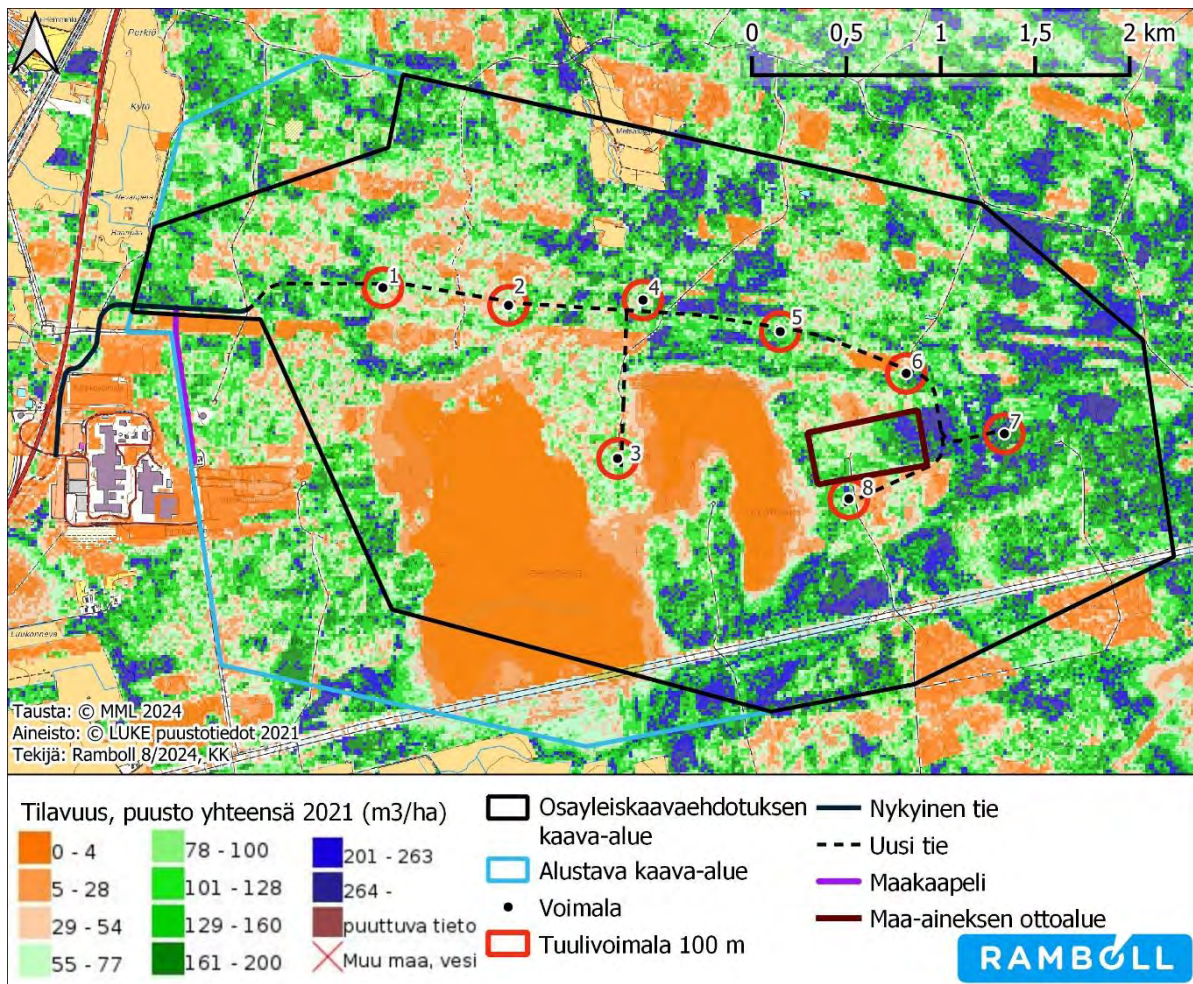 Perkiö
Kytö
0 0,5 1 1,5 2 km
1
2
4
5
6
7
3
8
Luukonneva
Tausta: © MML 2024
Aineisto: © LUKE puustotiedot 2021
Tekijä: Ramboll 8/2024, KK
Tilavuus, puusto yhteensä 2021 (m3/ha)
0 - 4
5 - 28
29 - 54
55 - 77
78 - 100
101 - 128
129 - 160
161 - 200
201 - 263
264 -
puuttuva tieto
Muu maa, vesi
Osayleiskaavaehdotuksen
kaava-alue
Alustava kaava-alue
Voimala
Tuulivoimala 100 m
Nykyinen tie
Uusi tie
Maakaapeli
Maa-aineksen ottoalue
RAMBOLL